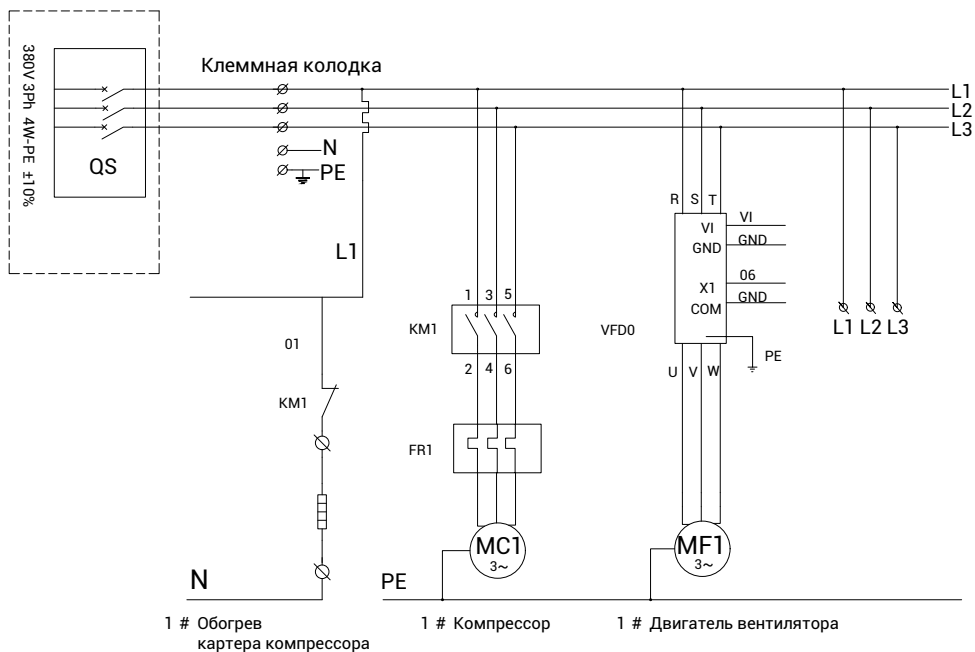 380V 3Ph 4W-PE ±10%
QS
Клеммная колодка
L1
L2
L3
N
PE
L1
R S T
VI
VI
GND
GND
X1
06
COM
GND
PE
U V W
VFD0
L1 L2 L3
1 3 5
KM1
2 4 6
FR1
01
KM1
MC1
3~
MF1
3~
N
PE
1 # Обогрев
картера компрессора
1 # Компрессор
1 # Двигатель вентилятора